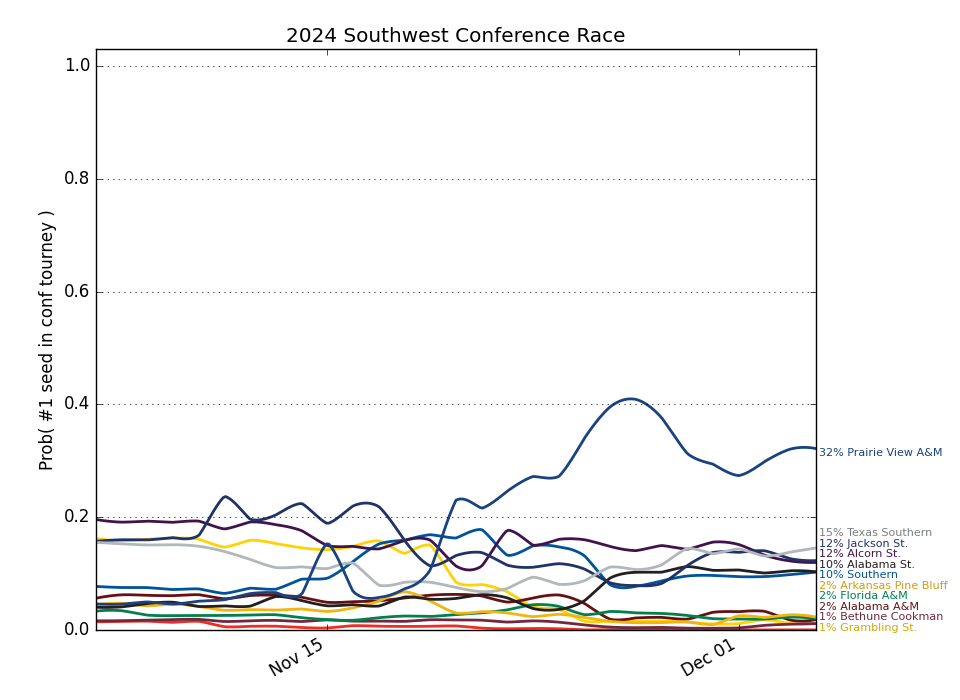 2024 Southwest Conference Race
Prob( #1 seed in conf tourney )
1.0
0.8
0.6
0.4
0.2
0.0
Nov 15
Dec 01
32% Prairie View A&M
15% Texas Southern
12% Jackson St.
12% Alcorn St.
10% Alabama St.
10% Southern
2% Arkansas Pine Bluff
2% Florida A&M
2% Alabama A&M
1% Bethune Cookman
1% Grambling St.